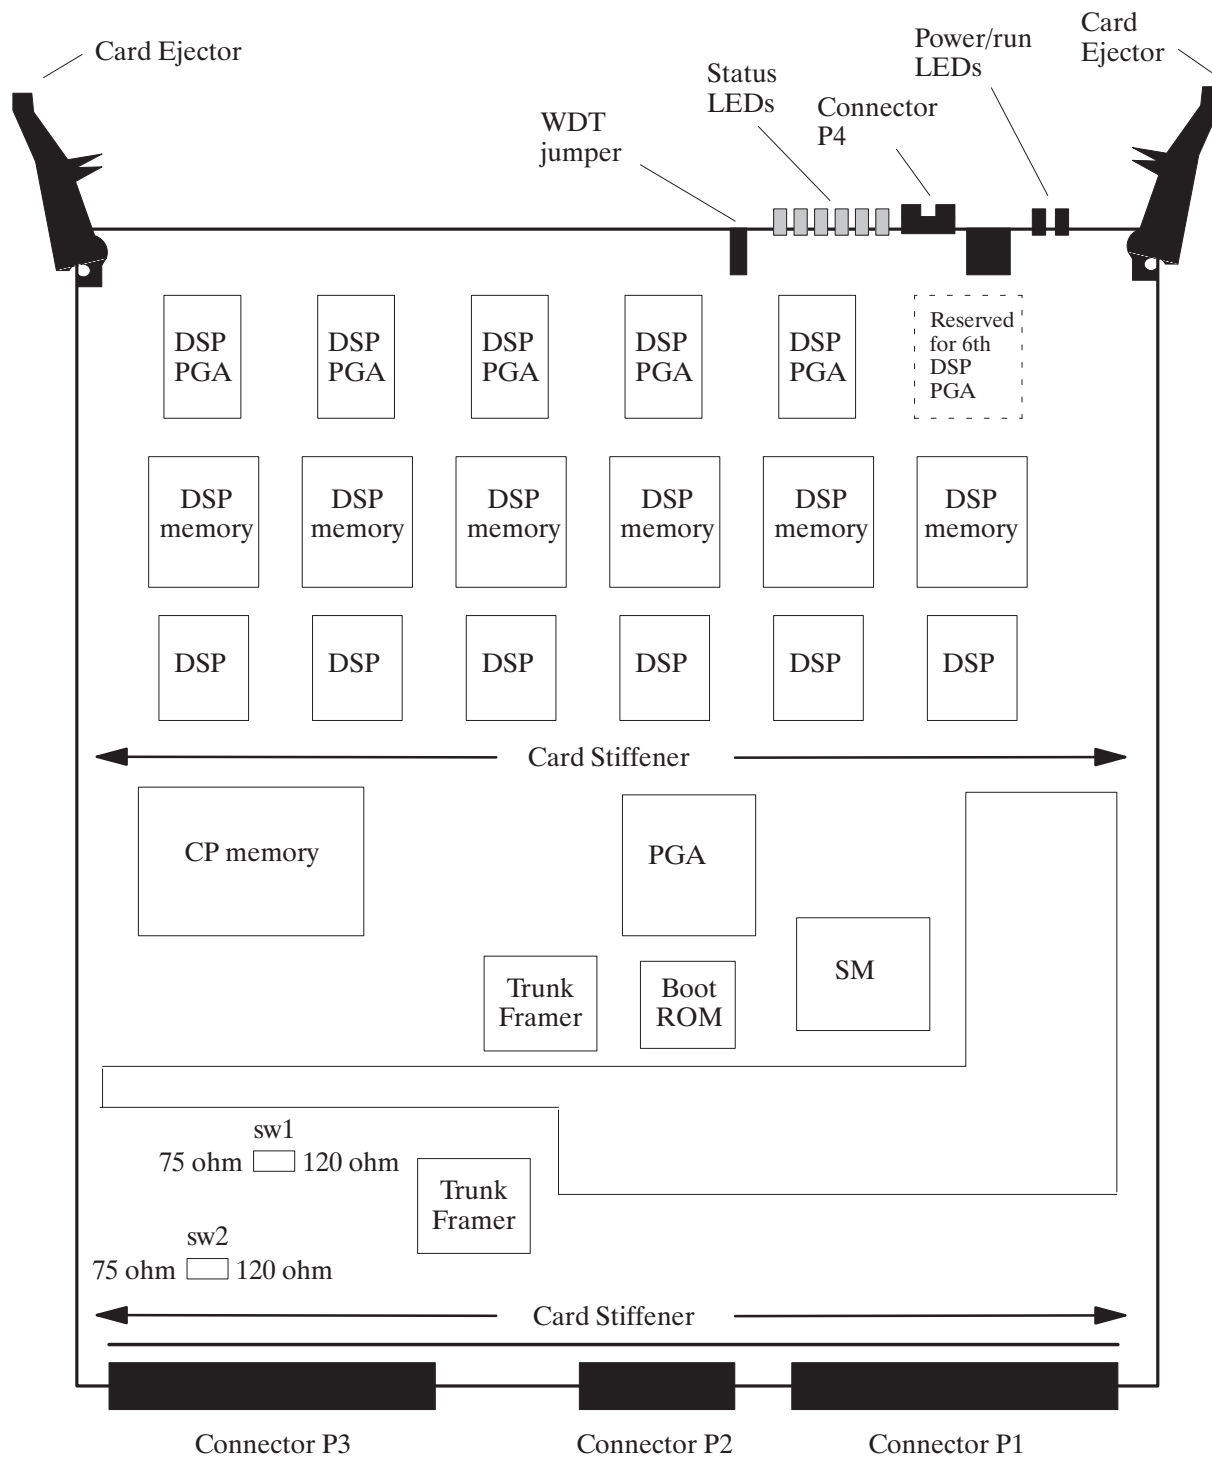 Card Ejector
Card
Ejector
Power/run
LEDs
Status
LEDs
Connector
P4
WDT
jumper
DSP
PGA
DSP
PGA
DSP
PGA
DSP
PGA
DSP
PGA
Reserved
for 6th
DSP
PGA
DSP
memory
DSP
memory
DSP
memory
DSP
memory
DSP
memory
DSP
memory
DSP
DSP
DSP
DSP
DSP
DSP
Card Stiffener
CP memory
PGA
SM
Trunk
Framer
Boot
ROM
sw1
75 ohm 120 ohm
Trunk
Framer
sw2
75 ohm 120 ohm
Card Stiffener
Connector P3
Connector P2
Connector P1